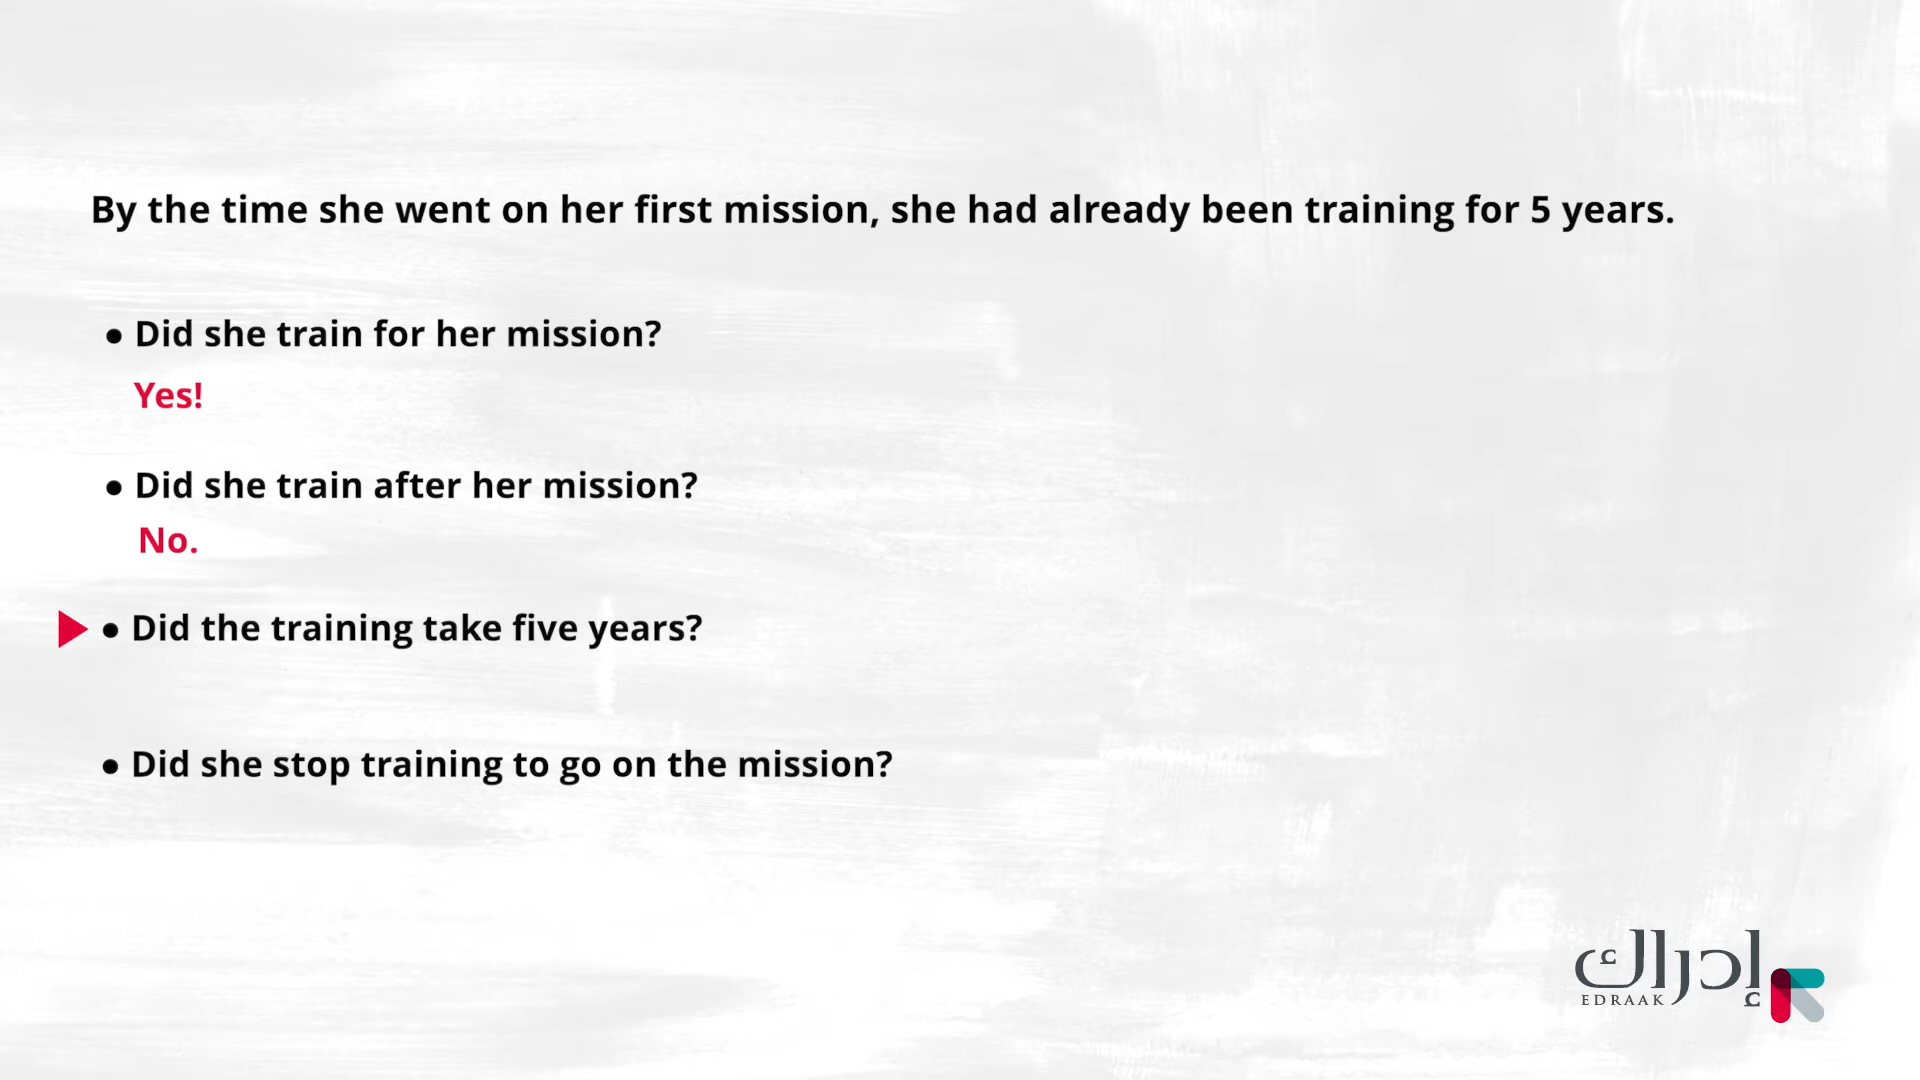 By the time she went on her first mission, she had already been training for 5 years.
• Did she train for her mission?
Yes!
• Did she train after her mission?
No.
• Did the training take five years?
• Did she stop training to go on the mission?
إدراك
EDRAAK